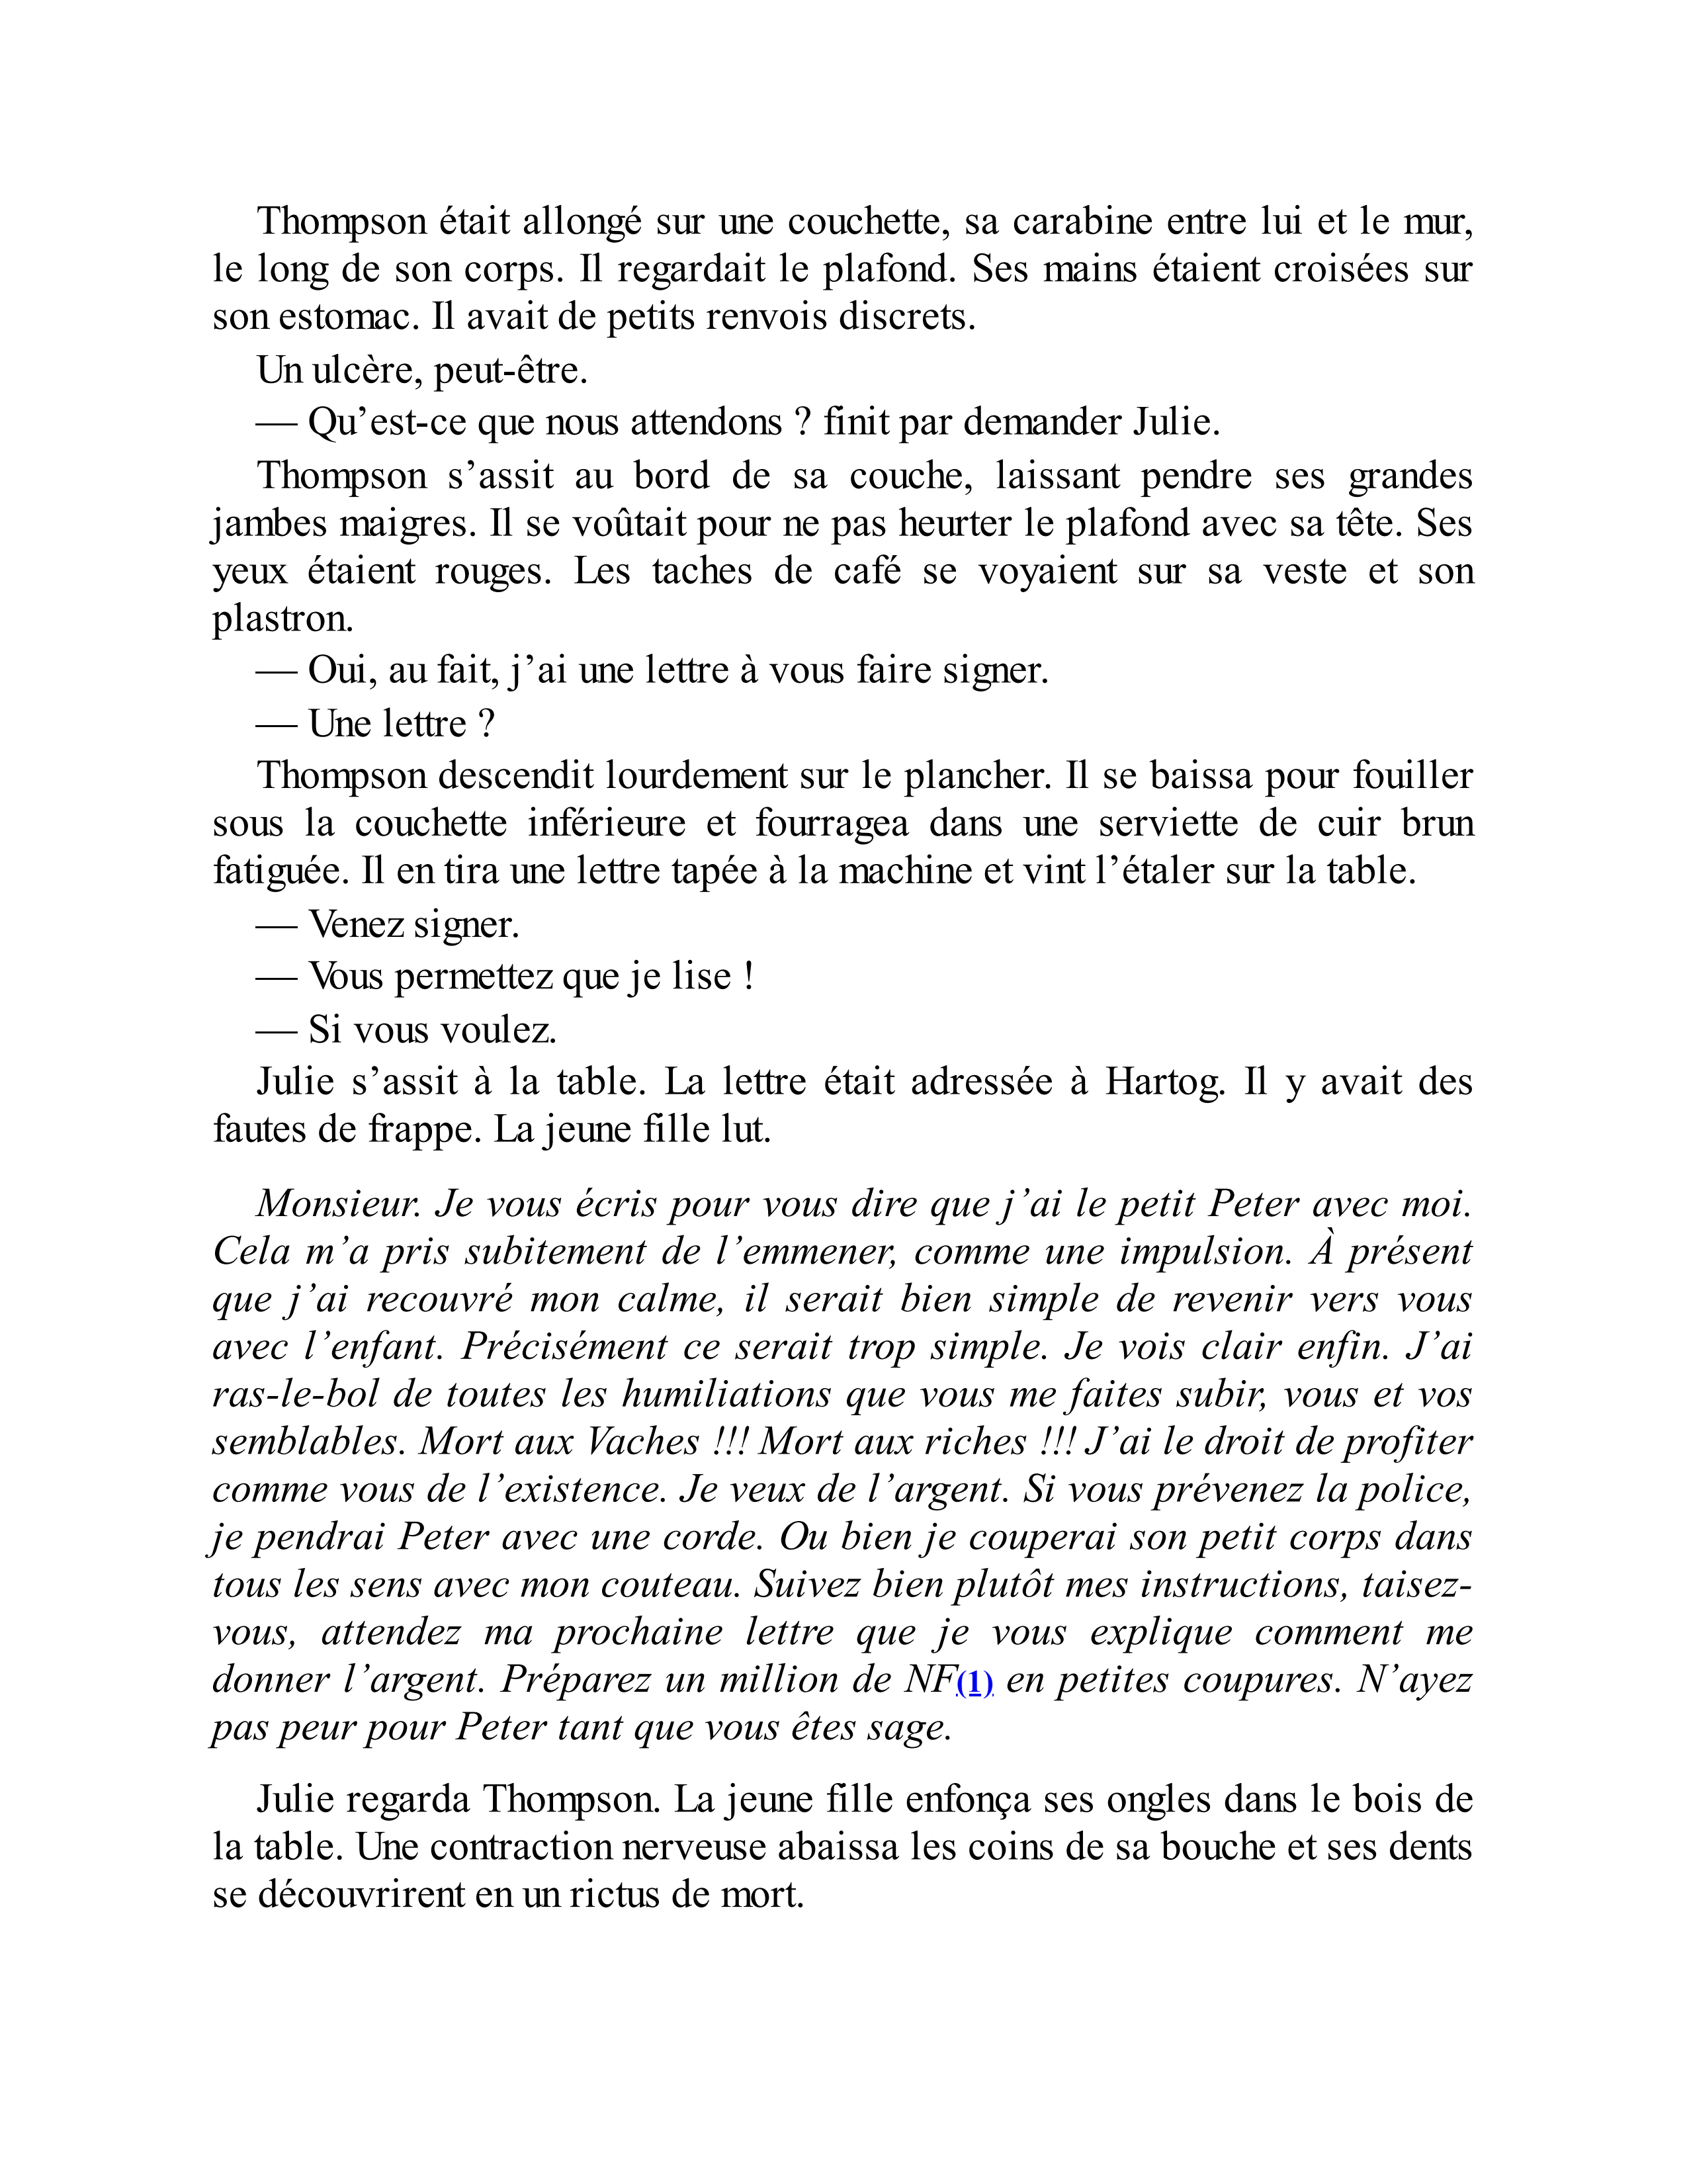 Thompson était allongé sur une couchette, sa carabine entre lui et le mur,
le long de son corps. Il regardait le plafond. Ses mains étaient croisées sur
son estomac. Il avait de petits renvois discrets.
Un ulcère, peut-être.
— Qu’est-ce que nous attendons ? finit par demander Julie.
Thompson s’assit au bord de sa couche, laissant pendre ses grandes
jambes maigres. Il se voûtait pour ne pas heurter le plafond avec sa tête. Ses
yeux étaient rouges. Les taches de café se voyaient sur sa veste et son
plastron.
— Oui, au fait, j’ai une lettre à vous faire signer.
— Une lettre ?
Thompson descendit lourdement sur le plancher. Il se baissa pour fouiller
sous la couchette inférieure et fourragea dans une serviette de cuir brun
fatiguée. Il en tira une lettre tapée à la machine et vint l’étaler sur la table.
— Venez signer.
— Vous permettez que je lise !
— Si vous voulez.
Julie s’assit à la table. La lettre était adressée à Hartog. Il y avait des
fautes de frappe. La jeune fille lut.
Monsieur. Je vous écris pour vous dire que j’ai le petit Peter avec moi.
Cela m’a pris subitement de l’emmener, comme une impulsion. À présent
que j’ai recouvré mon calme, il serait bien simple de revenir vers vous
avec l’enfant. Précisément ce serait trop simple. Je vois clair enfin. J’ai
ras-le-bol de toutes les humiliations que vous me faites subir, vous et vos
semblables. Mort aux Vaches !!! Mort aux riches !!! J’ai le droit de profiter
comme vous de l’existence. Je veux de l’argent. Si vous prévenez la police,
je pendrai Peter avec une corde. Ou bien je couperai son petit corps dans
tous les sens avec mon couteau. Suivez bien plutôt mes instructions, taisez-
vous, attendez ma prochaine lettre que je vous explique comment me
donner l’argent. Préparez un million de NF(1) en petites coupures. N’ayez
pas peur pour Peter tant que vous êtes sage.
Julie regarda Thompson. La jeune fille enfonça ses ongles dans le bois de
la table. Une contraction nerveuse abaissa les coins de sa bouche et ses dents
se découvrirent en un rictus de mort.